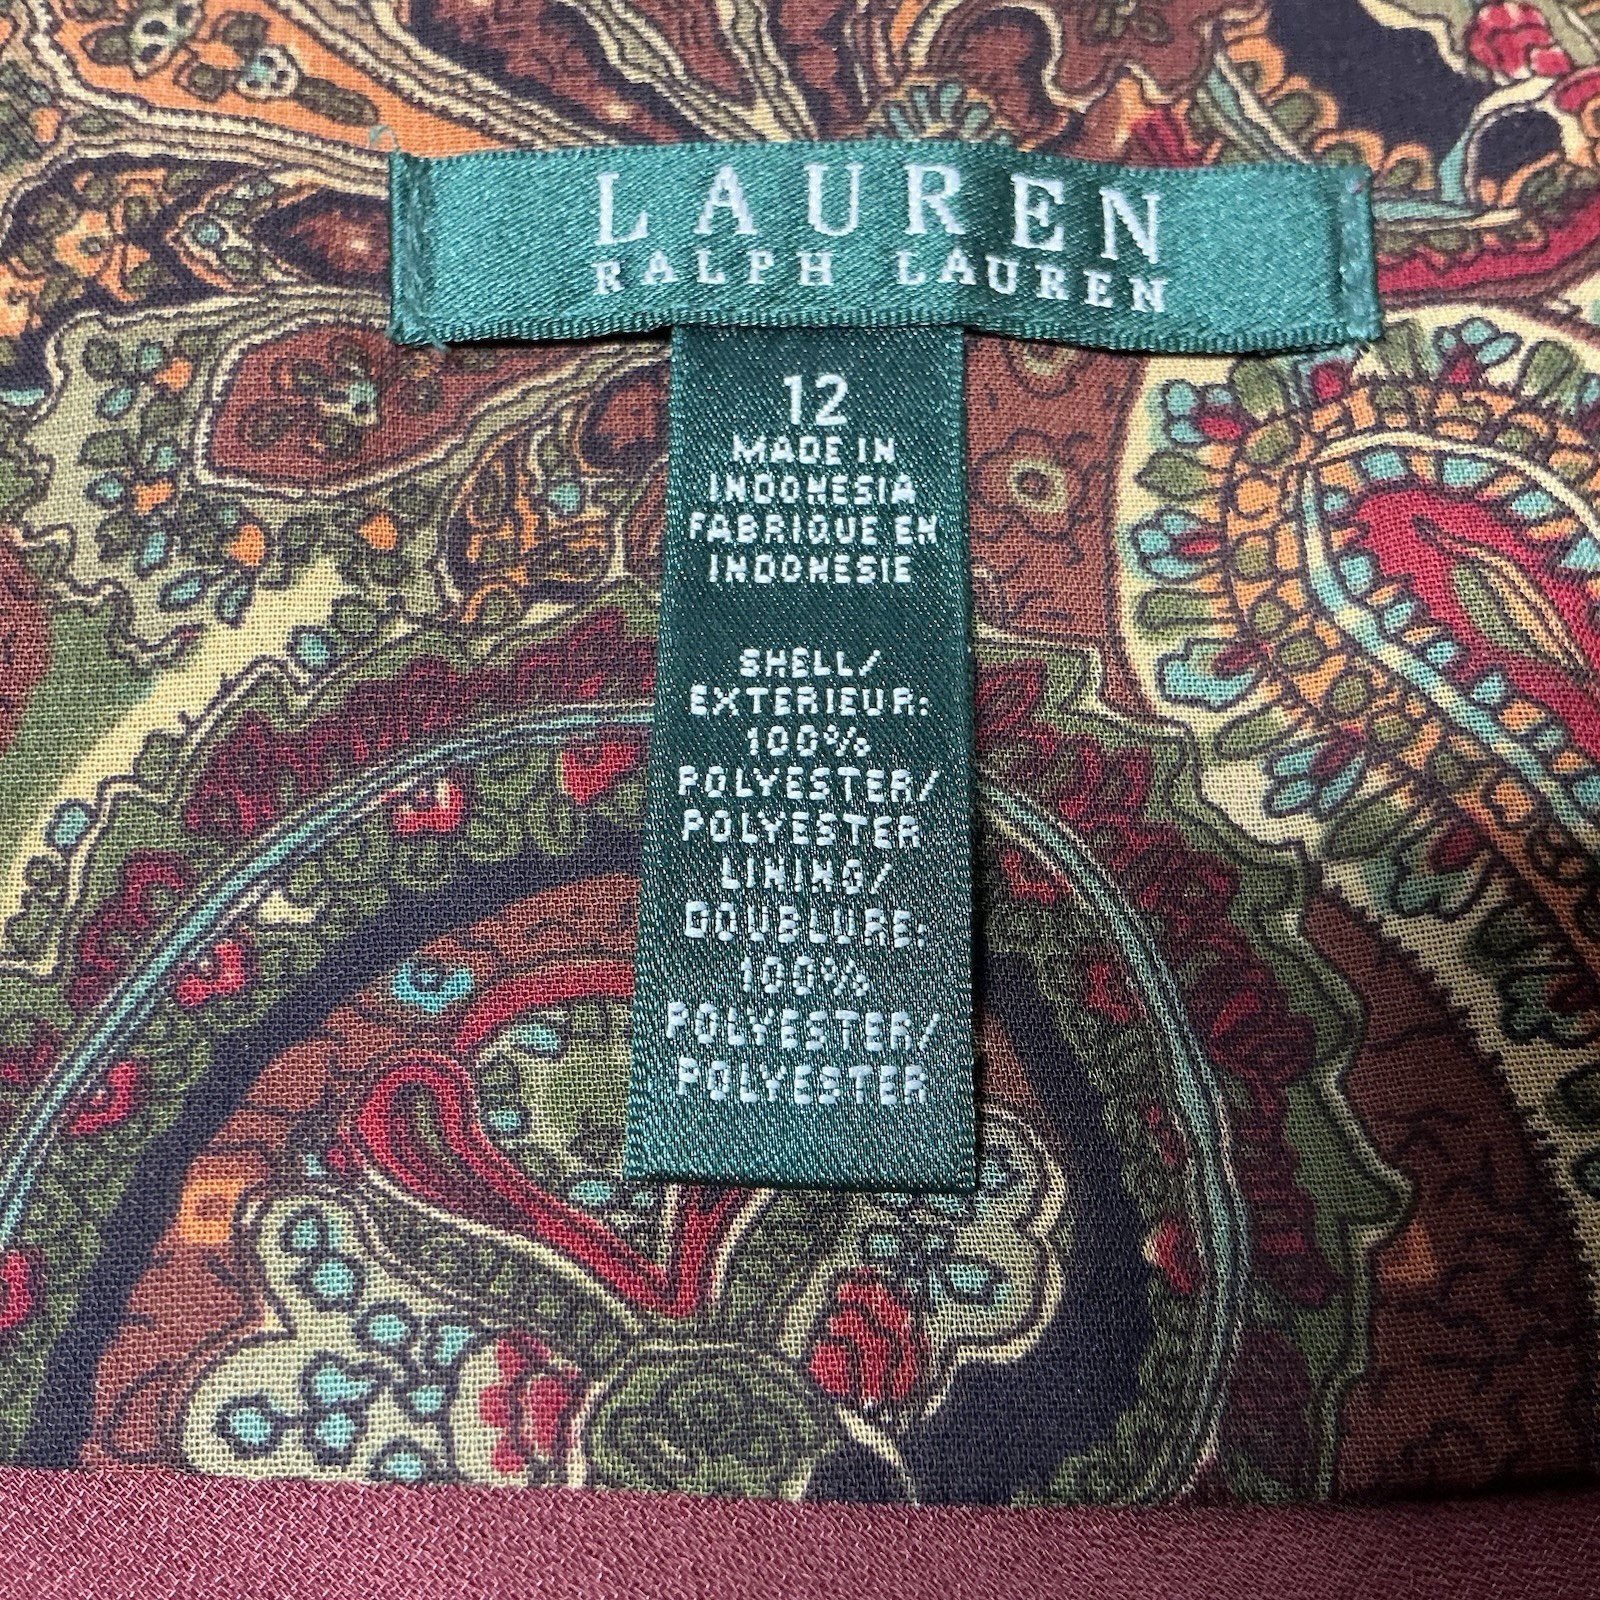 LAUREN
RALPH LAUREN
12
MADE IN
INDONESIA
FABRIQUE EN
INDONESIE
SHELL/
EXTERIEUR:
100%
POLYESTER/
POLYESTER
LINING/
DOUBLURE:
100%
POLYESTER/
POLYESTER